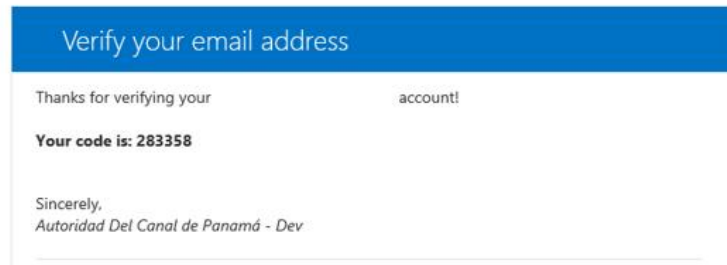 Verify your email address
Thanks for verifying your account!
Your code is: 283358
Sincerely,
Autoridad Del Canal de Panamá - Dev